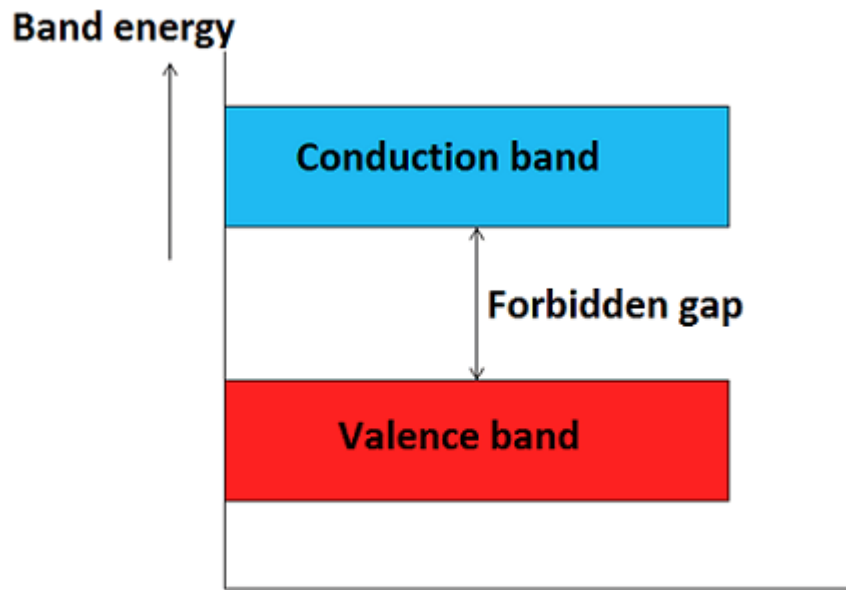 Band energy
Conduction band
Forbidden gap
Valence band